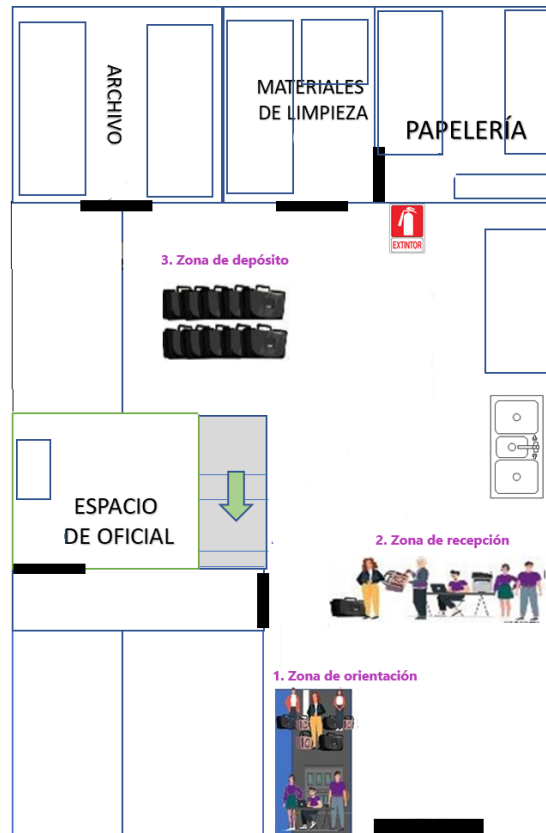 ARCHIVO
MATERIALES
DE LIMPIEZA
PAPELERÍA
EXTINTOR
3. Zona de depósito
ESPACIO
DE OFICIAL
2. Zona de recepción
1. Zona de orientación